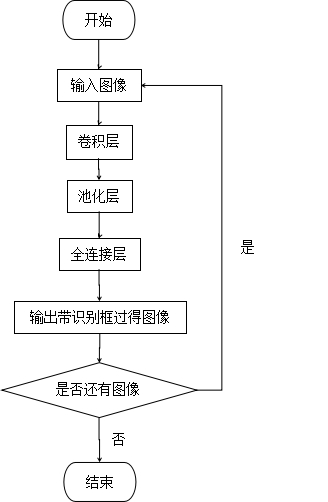 开始
输入图像
卷积层
池化层
全连接层
是
输出带识别框过得图像
是否还有图像
否
结束